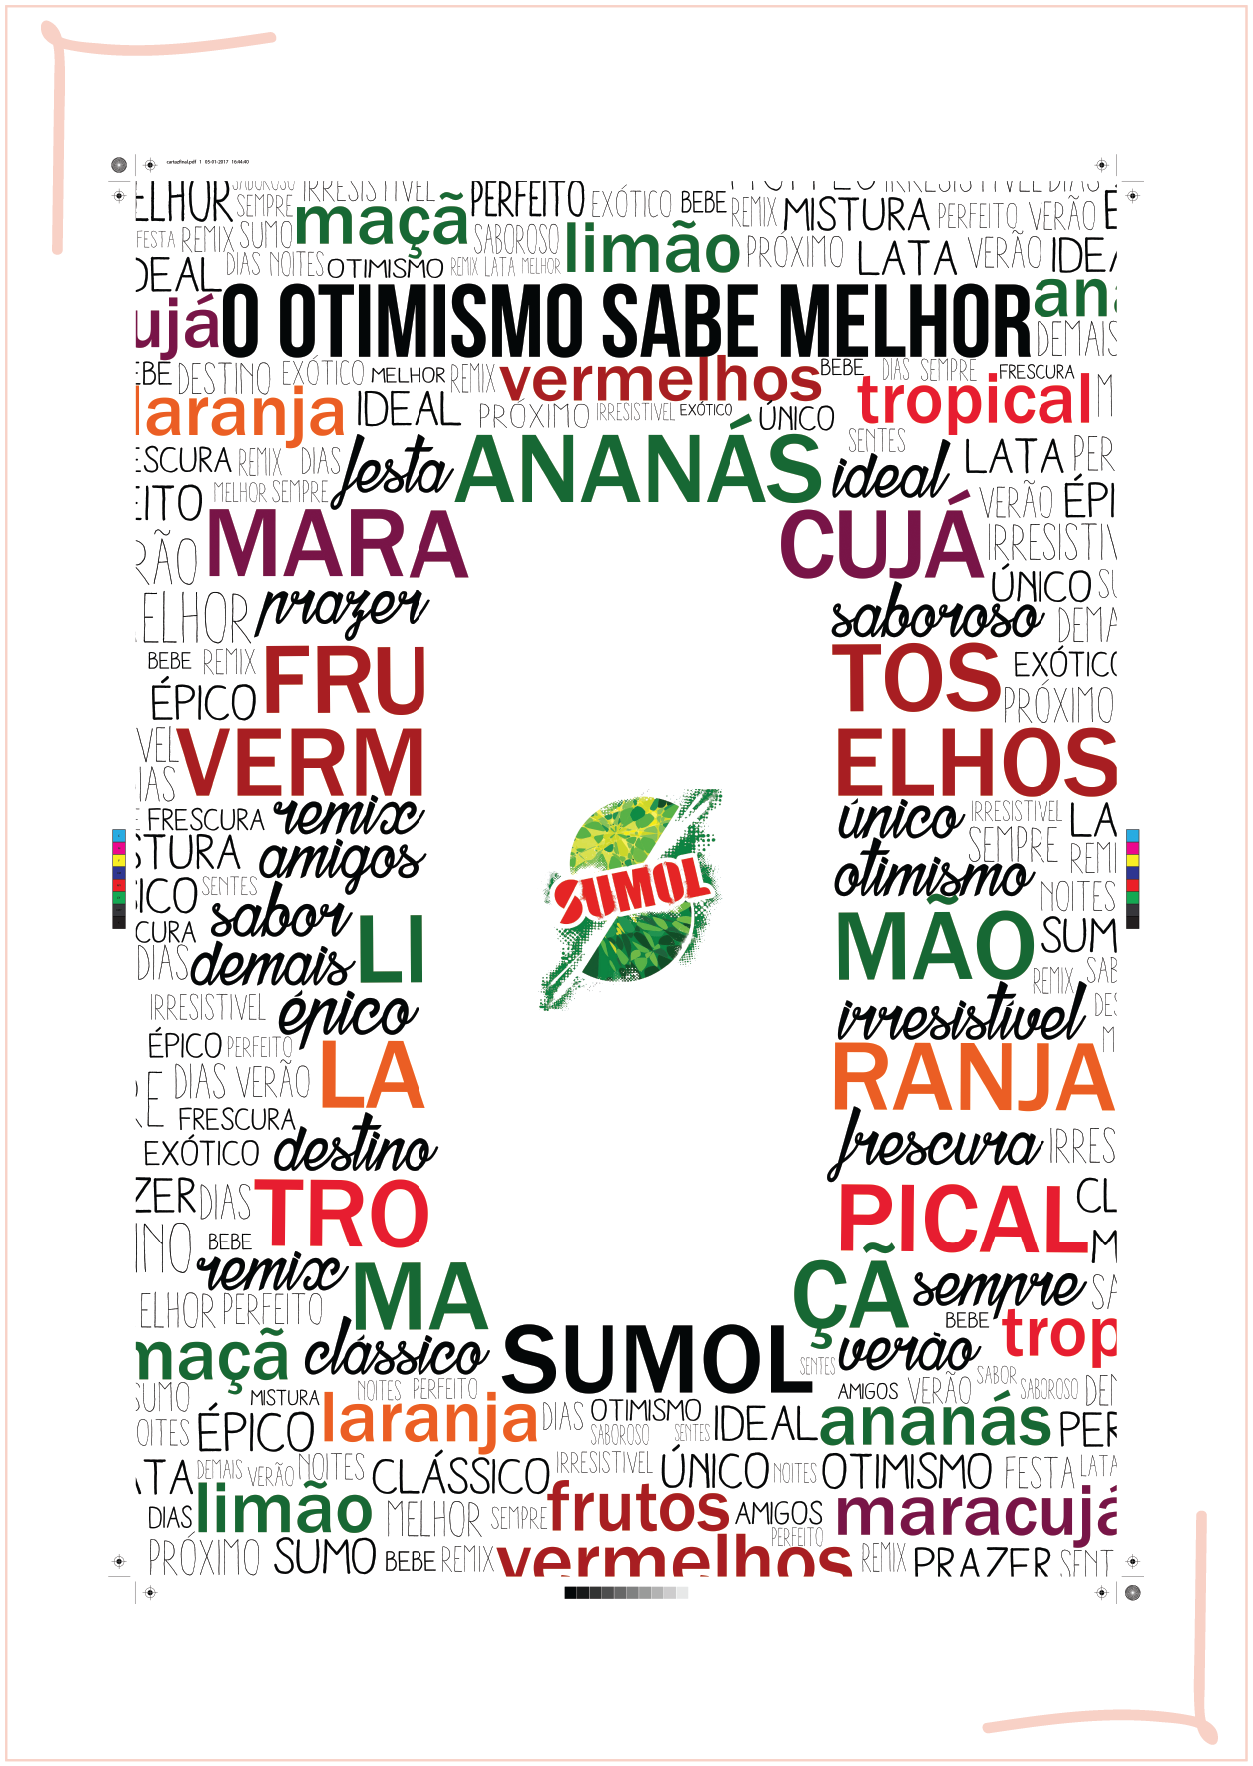 cartazfinal.pdf 1 05-01-2017 16:44:40
ELHOR SABOROSO IRRESISTIVEL PERFEITO EXÓTICO BEBE REMIX MISTURA PERFEITO VERÃO
SEMPRE maçã
FESTA REMIX SUMO SABOROSO limão PRÓXIMO LATA VERÃO IDEA
DEAL DIAS NOITES OTIMISMO REMIX LATA MELHOR
ujá O OTIMISMO SABE MELHOR ana
DEMAIS
EBE DESTINO EXÓTICO MELHOR REMIX vermelhos BEBE DIAS SEMPRE FRESCURA
laranja IDEAL PRÓXIMO IRRESISTIVEL EXÓTICO ÚNICO tropical M
ESCURA REMIX DIAS festa ANANÁS SENTES ideal LATA PER
EITO MELHOR SEMPRE VERÃO ÉPI
MARA CUJÁ IRRESISTIV
RÃO ÚNICO SU
ELHOR prazer saboroso DEMA
BEBE REMIX FRU TOS EXÓTICO
ÉPICO PRÓXIMO
VEL VERM ELHOS
IAS
FRESCURA remix único IRRESISTIVEL LA
STURA amigos SEMPRE REMI
ICO SENTES otimismo NOITES
SUMOL
CURA sabor LI MÃO SUM
DIAS demais REMIX SAB
IRRESISTIVEL épico irresistível DES
ÉPICO PERFEITO LA RANJA M
E DIAS VERÃO
FRESCURA
EXÓTICO destino frescura IRRES
ZER DIAS TRO PICAL CL
INO BEBE M
remix MA ÇÃ sempre SA
ELHOR PERFEITO BEBE trop
maçã clássico SUMOL SENTES verão
SUMO MISTURA NOITES PERFEITO AMIGOS VERÃO SABOR SABOROSO DEM
OITES ÉPICO laranja DIAS OTIMISMO SABOROSO SENTES IDEAL ananás PER
ATA DEMAIS VERÃO NOITES CLÁSSICO IRRESISTIVEL ÚNICO NOITES OTIMISMO FESTA LATA
DIAS limão MELHOR SEMPRE frutos AMIGOS PERFEITO maracujá
PRÓXIMO SUMO BEBE REMIX vermelhos REMIX PRAZER SENT